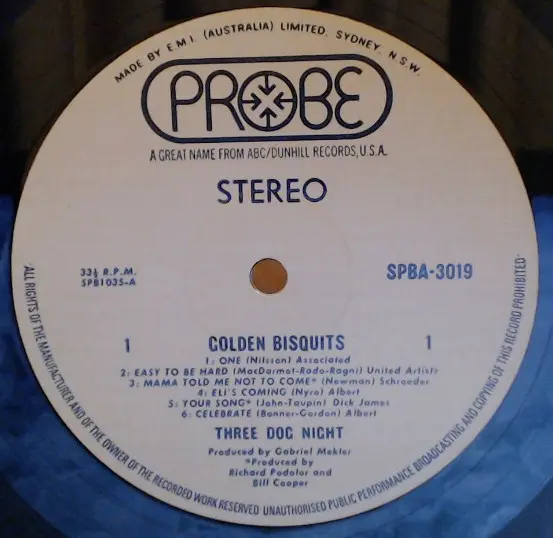 MADE BY E.M.I. (AUSTRALIA) LIMITED, SYDNEY, N.S.W.
PROBE
A GREAT NAME FROM ABC/DUNHILL RECORDS, U.S.A.
STEREO
33⅓ R.P.M. SPBA-3019
SPB1035-A
1 GOLDEN BISQUITS 1
1: ONE (Nilsson) Associated
2: EASY TO BE HARD (MacDermot-Rado-Ragni) United Artists
3: MAMA TOLD ME NOT TO COME* (Newman) Schroeder
4: ELI'S COMING (Nyro) Albert
5: YOUR SONG* (John-Taupin) Dick James
6: CELEBRATE (Bonner-Gordon) Albert
THREE DOG NIGHT
Produced by Gabriel Mekler
*Produced by
Richard Podolor and
Bill Cooper
·ALL RIGHTS OF THE MANUFACTURER AND OF THE OWNER OF THE RECORDED WORK RESERVED UNAUTHORISED PUBLIC PERFORMANCE BROADCASTING AND COPYING OF THIS RECORD PROHIBITED·